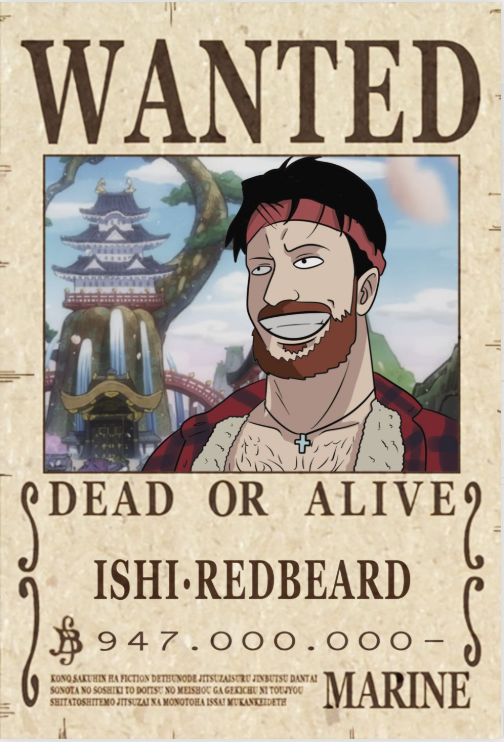 WANTED
DEAD OR ALIVE
ISHI·REDBEARD
947.000.000-
KONO SAKUHIN HA FICTION DETHUNODE JITSUZAISURU JINBUTSU DANTAI
SONOTA NO SOSHIKI TO DOITSU NO MEISHOU GA GEKICHU NI TOUJYOU
SHITATOSHITEMO JITSUZAI NA MONOTOHA ISSAI MUKANKEIDETH
MARINE